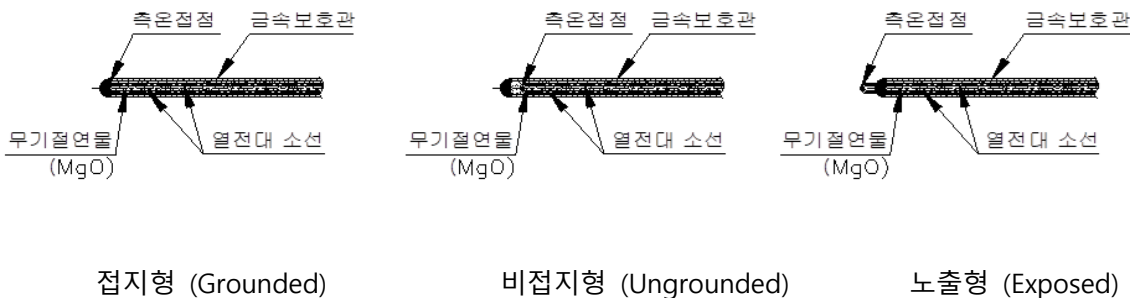 측온접점 금속보호관
무기절연물 열전대 소선
(MgO)
접지형 (Grounded)
측온접점 금속보호관
무기절연물 열전대 소선
(MgO)
비접지형 (Ungrounded)
측온접점 금속보호관
무기절연물 열전대 소선
(MgO)
노출형 (Exposed)